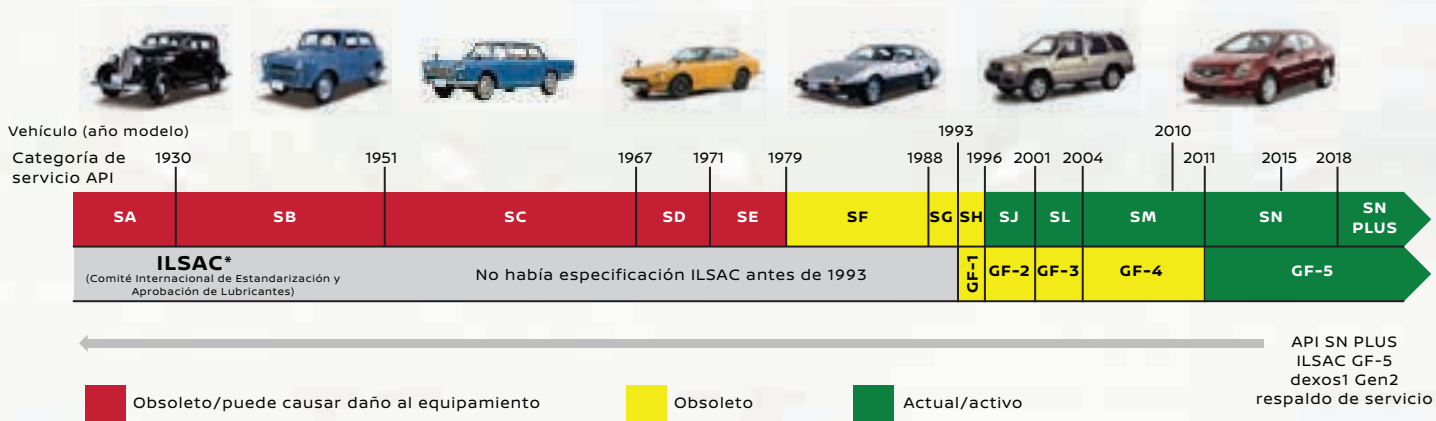 Vehículo (año modelo)
1993
2010
Categoría de
servicio API
1930
1951
1967
1971
1979
1988
1996
2001
2004
2011
2015
2018
SA
SB
SC
SD
SE
SF
SG
SH
SJ
SL
SM
SN
SN
PLUS
ILSAC*
(Comité Internacional de Estandarización y
Aprobación de Lubricantes)
No había especificación ILSAC antes de 1993
GF-1
GF-2
GF-3
GF-4
GF-5
API SN PLUS
ILSAC GF-5
dexos1 Gen2
respaldo de servicio
Obsoleto/puede causar daño al equipamiento
Obsoleto
Actual/activo